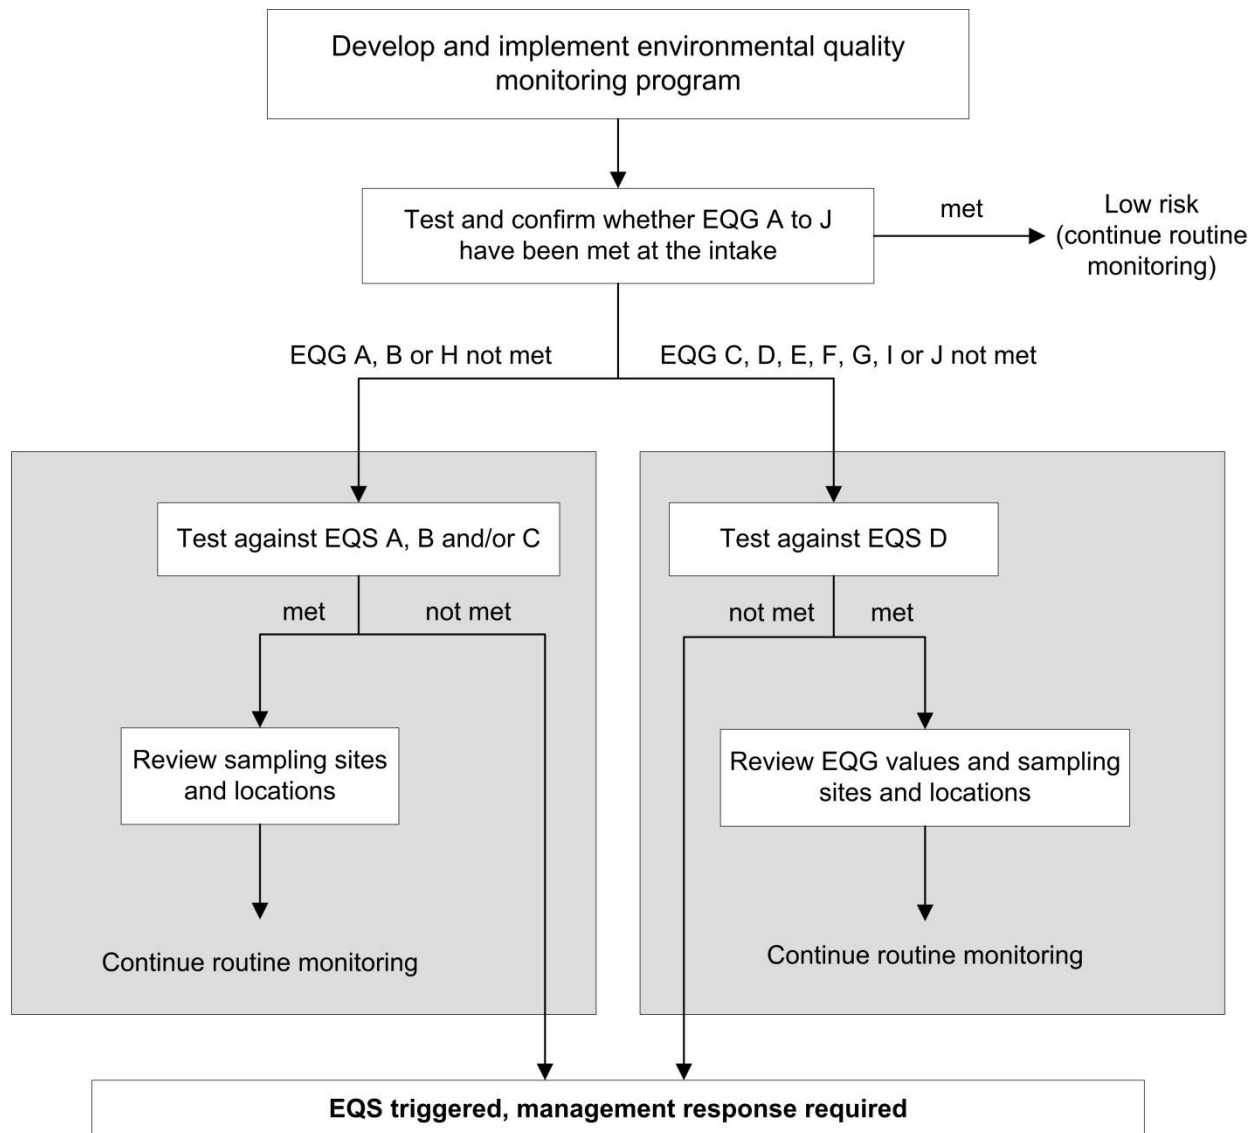 Develop and implement environmental quality
monitoring program
Test and confirm whether EQG A to J
have been met at the intake
met
Low risk
(continue routine
monitoring)
EQG A, B or H not met
EQG C, D, E, F, G, I or J not met
Test against EQS A, B and/or C
met
not met
Review sampling sites
and locations
Continue routine monitoring
Test against EQS D
not met
met
Review EQG values and sampling
sites and locations
Continue routine monitoring
EQS triggered, management response required